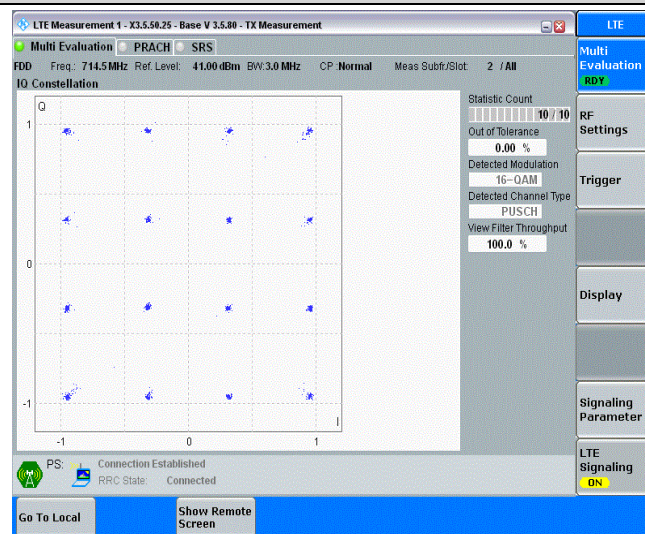 LTE Measurement 1 - X3.5.50.25 - Base V 3.5.80 - TX Measurement
LTE
Multi Evaluation PRACH SRS
Multi
Evaluation
RDY
FDD Freq.: 714.5 MHz Ref. Level: 41.00 dBm BW:3.0 MHz CP :Normal Meas Subfr./Slot: 2 / All
IQ Constellation
Q
1
0
-1
-1 0 1
I
Statistic Count
10 / 10
Out of Tolerance
0.00 %
Detected Modulation
16-QAM
Detected Channel Type
PUSCH
View Filter Throughput
100.0 %
RF
Settings
Trigger
Display
Signaling
Parameter
LTE
Signaling
ON
PS: Connection Established
RRC State: Connected
Go To Local
Show Remote
Screen